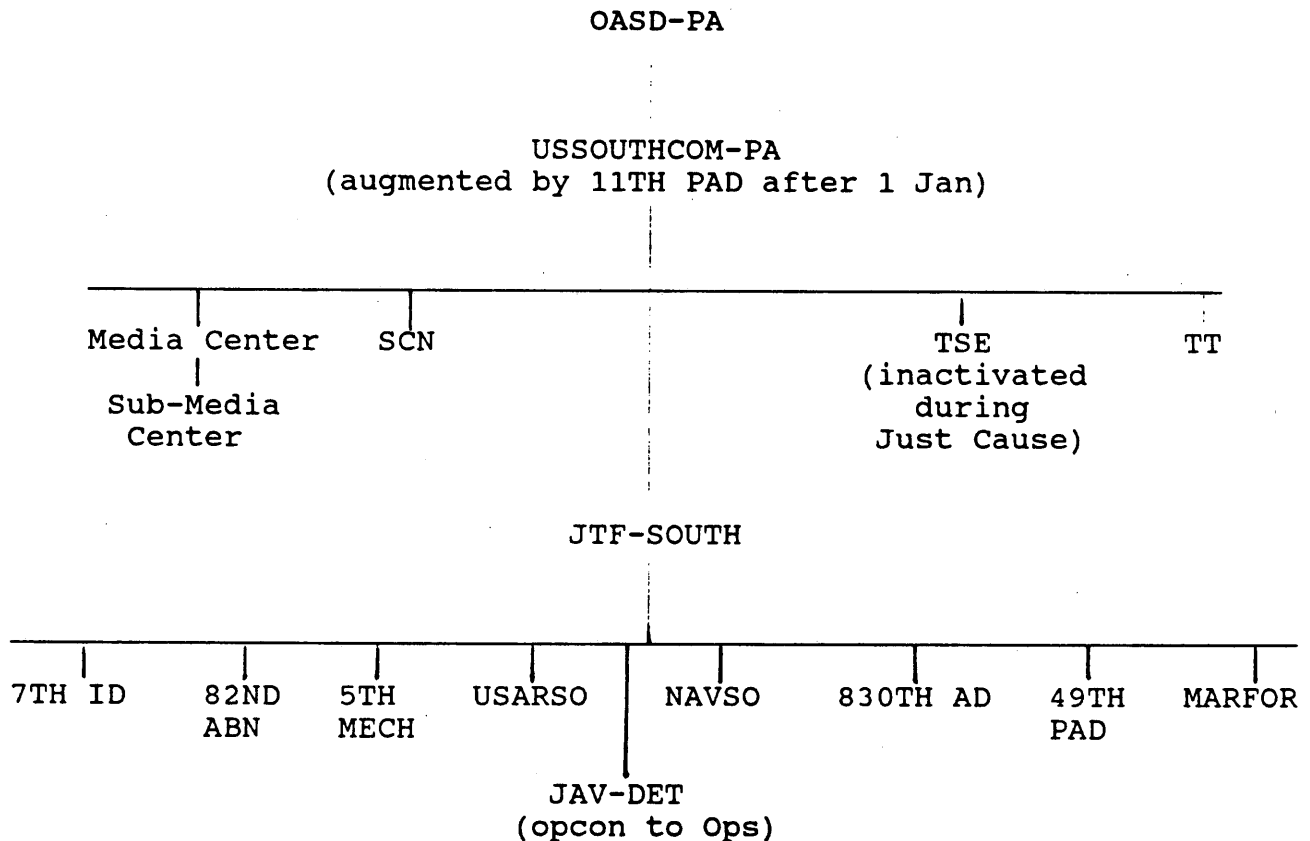 OASD-PA
USSOUTHCOM-PA
(augmented by 11TH PAD after 1 Jan)
Media Center SCN TSE TT
(inactivated
Sub-Media during
Center Just Cause)
JTF-SOUTH
7TH ID 82ND 5TH USARSO NAVSO 830TH AD 49TH MARFOR
ABN MECH PAD
JAV-DET
(opcon to Ops)